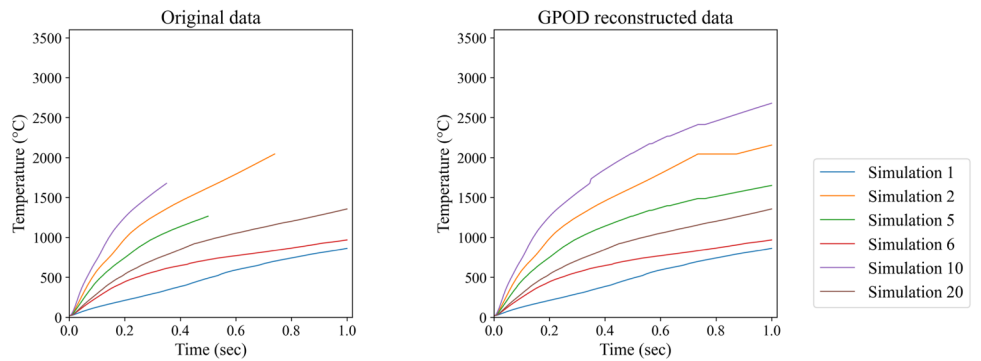 Original data
3500
3000
2500
2000
1500
1000
500
0
Temperature (°C)
0.0 0.2 0.4 0.6 0.8 1.0
Time (sec)
GPOD reconstructed data
3500
3000
2500
2000
1500
1000
500
0
Temperature (°C)
0.0 0.2 0.4 0.6 0.8 1.0
Time (sec)
Simulation 1
Simulation 2
Simulation 5
Simulation 6
Simulation 10
Simulation 20